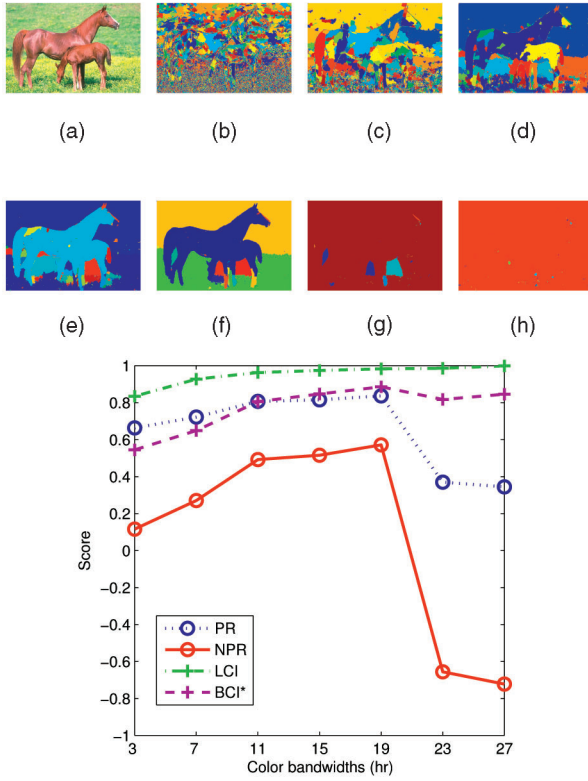 (a) (b) (c) (d)
(e) (f) (g) (h)
1
0.8
0.6
0.4
0.2
0
−0.2
−0.4
−0.6
−0.8
−1
Score
PR
NPR
LCI
BCI*
3 7 11 15 19 23 27
Color bandwidths (hr)